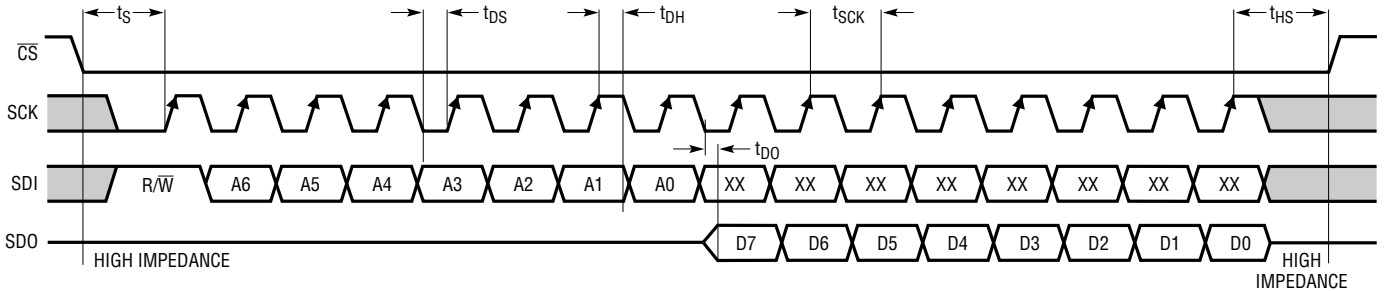 tS tDS tDH tSCK tHS
CS
SCK
tDO
SDI R/W A6 A5 A4 A3 A2 A1 A0 XX XX XX XX XX XX XX XX
SDO D7 D6 D5 D4 D3 D2 D1 D0
HIGH IMPEDANCE HIGH
IMPEDANCE